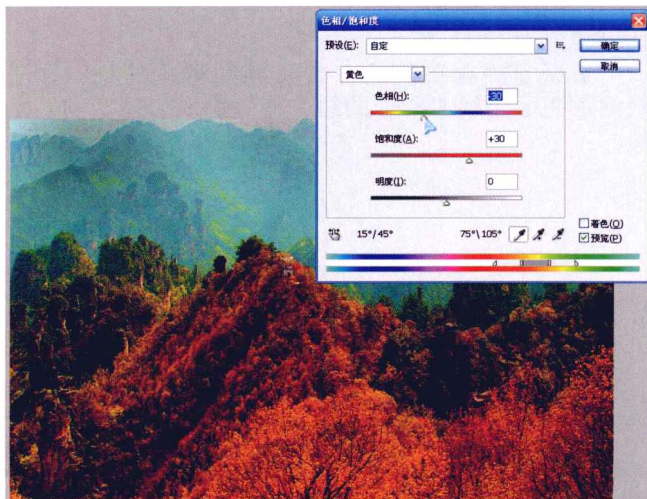 色相/饱和度
预设(E): 自定
确定
取消
黄色
色相(H): -30
饱和度(A): +30
明度(I): 0
15°/45° 75°\105°
着色(O)
预览(P)